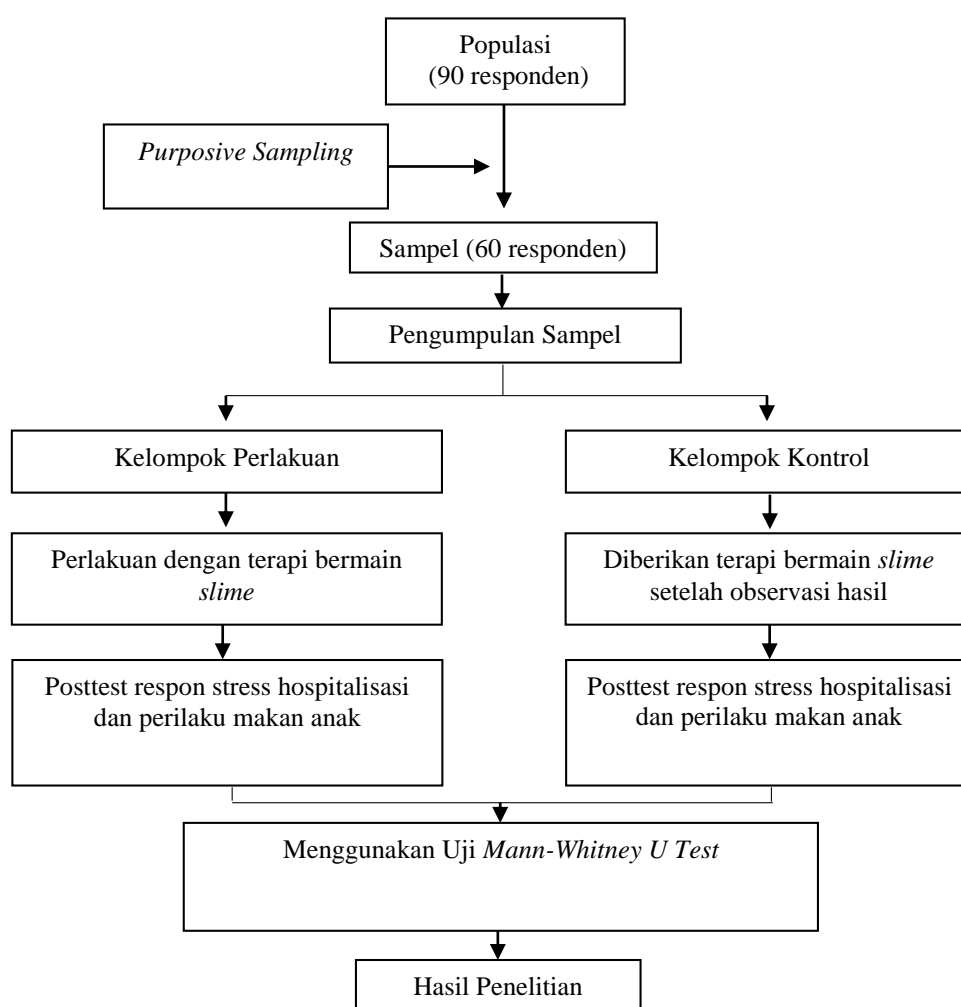 Populasi
(90 responden)
Purposive Sampling
Sampel (60 responden)
Pengumpulan Sampel
Kelompok Perlakuan
Kelompok Kontrol
Perlakuan dengan terapi bermain
slime
Diberikan terapi bermain slime
setelah observasi hasil
Posttest respon stress hospitalisasi
dan perilaku makan anak
Posttest respon stress hospitalisasi
dan perilaku makan anak
Menggunakan Uji Mann-Whitney U Test
Hasil Penelitian